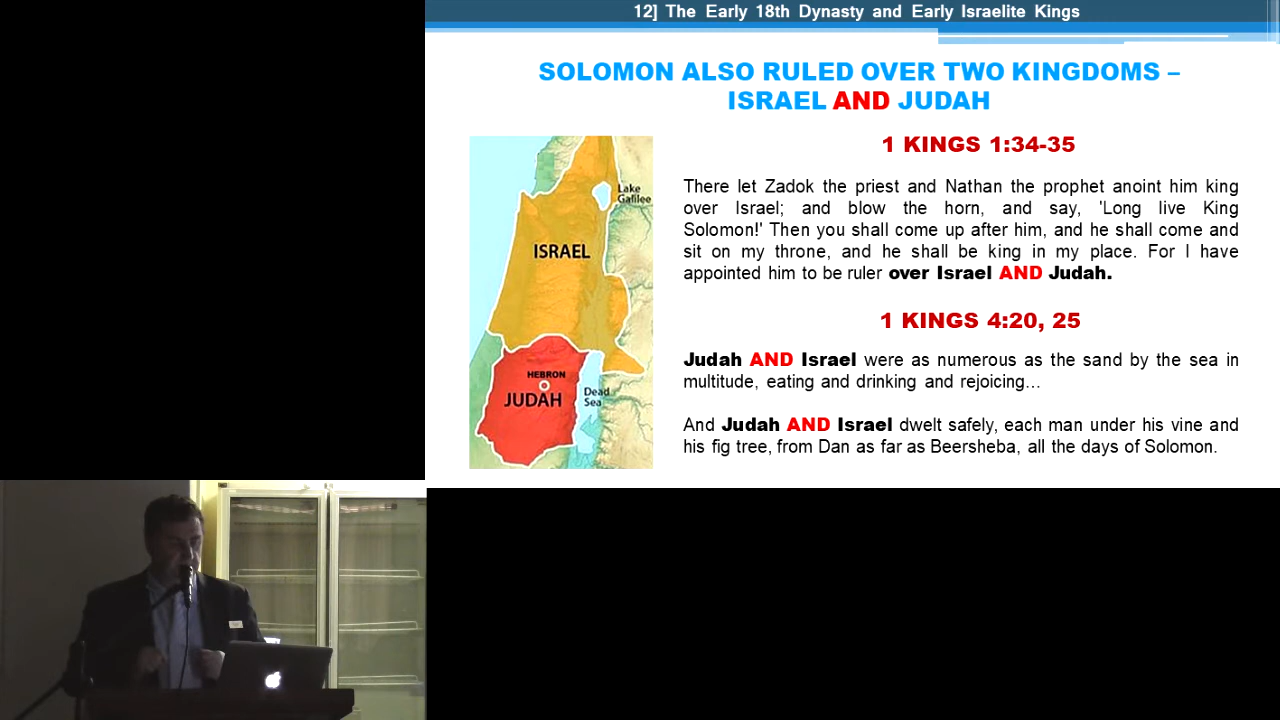 12] The Early 18th Dynasty and Early Israelite Kings
SOLOMON ALSO RULED OVER TWO KINGDOMS –
ISRAEL AND JUDAH
Lake
Galilee
ISRAEL
HEBRON
JUDAH
Dead
Sea
1 KINGS 1:34-35
There let Zadok the priest and Nathan the prophet anoint him king
over Israel; and blow the horn, and say, 'Long live King
Solomon!' Then you shall come up after him, and he shall come and
sit on my throne, and he shall be king in my place. For I have
appointed him to be ruler over Israel AND Judah.
1 KINGS 4:20, 25
Judah AND Israel were as numerous as the sand by the sea in
multitude, eating and drinking and rejoicing…
And Judah AND Israel dwelt safely, each man under his vine and
his fig tree, from Dan as far as Beersheba, all the days of Solomon.